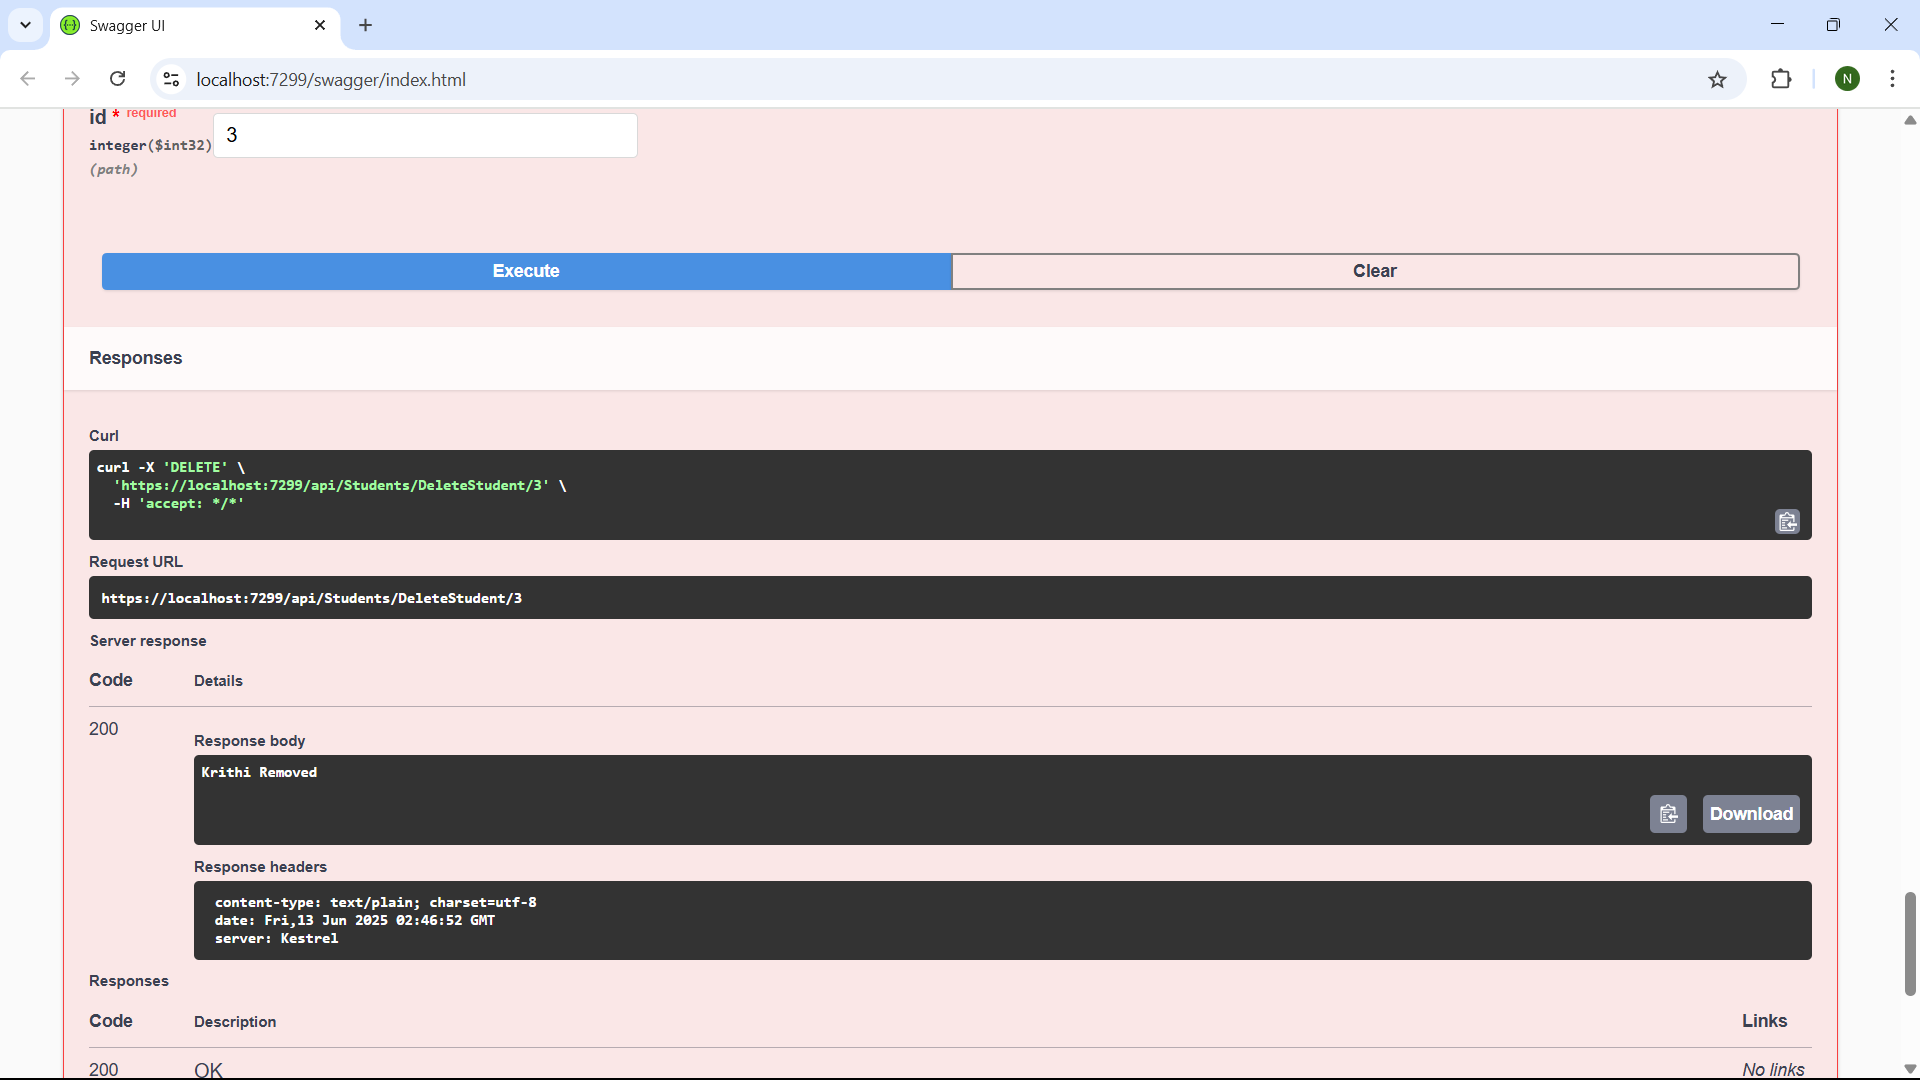 Swagger UI
localhost:7299/swagger/index.html
N
id * required
integer($int32)
(path)
3
Execute
Clear
Responses
Curl
curl -X 'DELETE' \
'https://localhost:7299/api/Students/DeleteStudent/3' \
-H 'accept: */*'
Request URL
https://localhost:7299/api/Students/DeleteStudent/3
Server response
Code Details
200
Response body
Krithi Removed
Download
Response headers
content-type: text/plain; charset=utf-8
date: Fri,13 Jun 2025 02:46:52 GMT
server: Kestrel
Responses
Code Description Links
200 OK No links